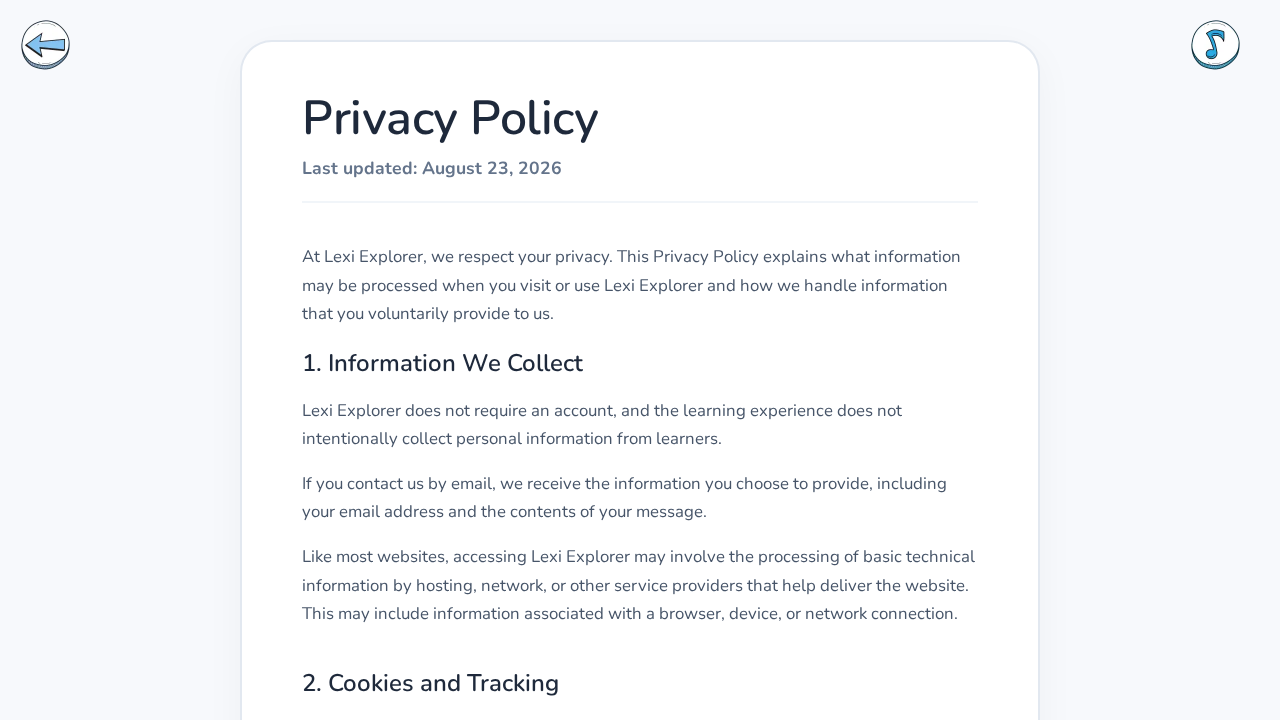 Privacy Policy
Last updated: August 23, 2026
At Lexi Explorer, we respect your privacy. This Privacy Policy explains what information
may be processed when you visit or use Lexi Explorer and how we handle information
that you voluntarily provide to us.
1. Information We Collect
Lexi Explorer does not require an account, and the learning experience does not
intentionally collect personal information from learners.
If you contact us by email, we receive the information you choose to provide, including
your email address and the contents of your message.
Like most websites, accessing Lexi Explorer may involve the processing of basic technical
information by hosting, network, or other service providers that help deliver the website.
This may include information associated with a browser, device, or network connection.
2. Cookies and Tracking